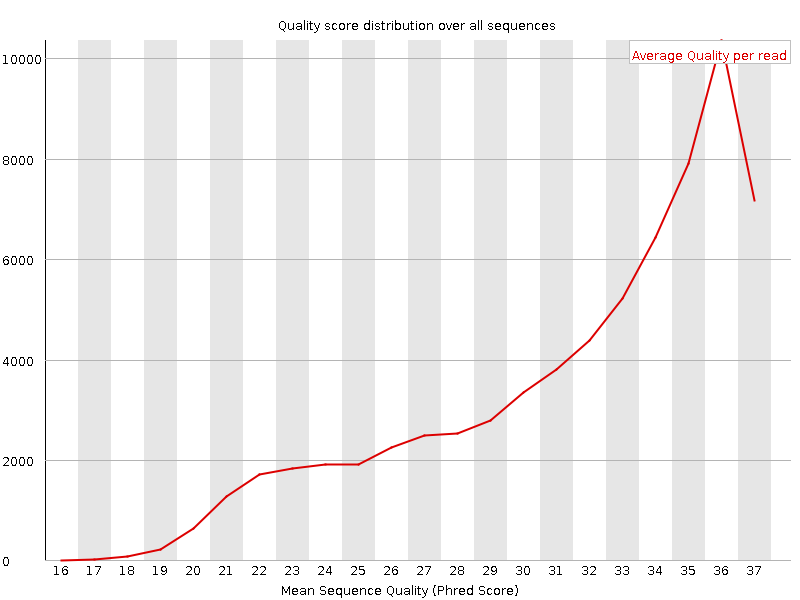 Quality score distribution over all sequences
Average Quality per read
10000
8000
6000
4000
2000
0
16 17 18 19 20 21 22 23 24 25 26 27 28 29 30 31 32 33 34 35 36 37
Mean Sequence Quality (Phred Score)